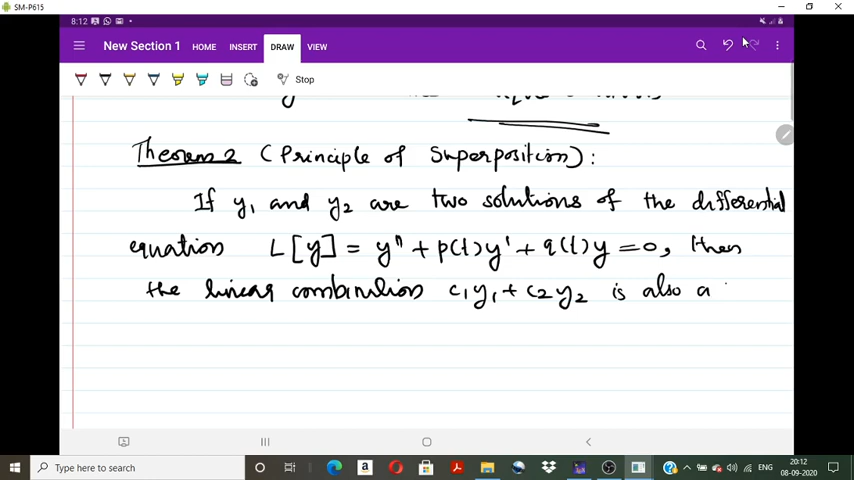 SM-P615
8:12
New Section 1 HOME INSERT DRAW VIEW
Stop
Theorem 2 (Principle of Superposition):
If y₁ and y₂ are two solutions of the differential
equation L[y] = y'' + p(t)y' + q(t)y = 0, then
the linear combination c₁y₁ + c₂y₂ is also a
Type here to search
ENG
20:12
08-09-2020